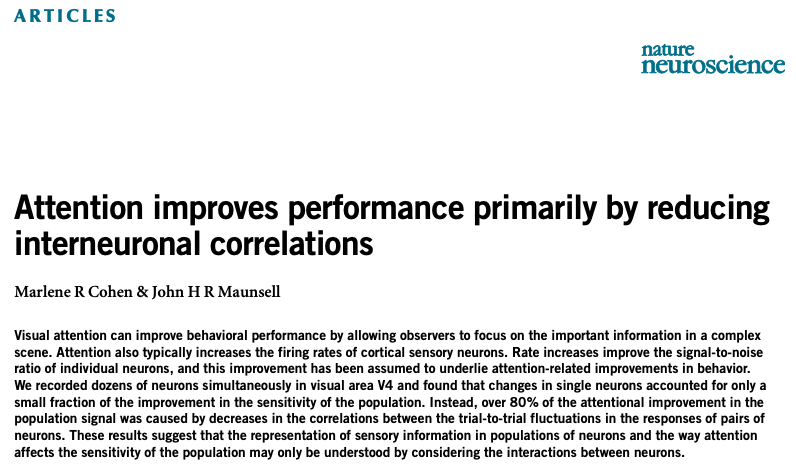 ARTICLES
nature
neuroscience
Attention improves performance primarily by reducing
interneuronal correlations
Marlene R Cohen & John H R Maunsell
Visual attention can improve behavioral performance by allowing observers to focus on the important information in a complex
scene. Attention also typically increases the firing rates of cortical sensory neurons. Rate increases improve the signal-to-noise
ratio of individual neurons, and this improvement has been assumed to underlie attention-related improvements in behavior.
We recorded dozens of neurons simultaneously in visual area V4 and found that changes in single neurons accounted for only a
small fraction of the improvement in the sensitivity of the population. Instead, over 80% of the attentional improvement in the
population signal was caused by decreases in the correlations between the trial-to-trial fluctuations in the responses of pairs of
neurons. These results suggest that the representation of sensory information in populations of neurons and the way attention
affects the sensitivity of the population may only be understood by considering the interactions between neurons.